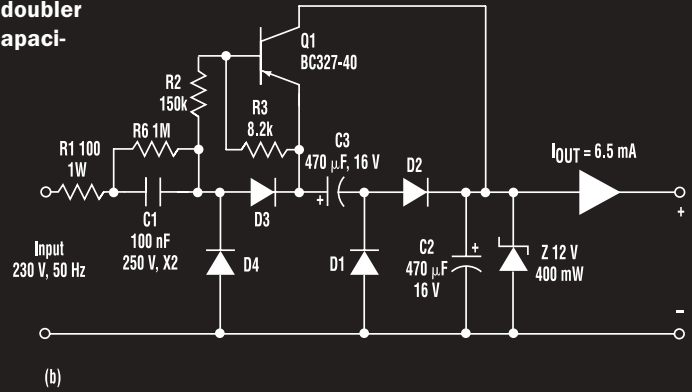 doubler
apaci-
Q1
BC327-40
R2
150k
R3
8.2k
R6 1M
R1 100
1W
C3
470 μF, 16 V
D2
IOUT = 6.5 mA
+
D3
C1
100 nF
250 V, X2
Input
230 V, 50 Hz
D4
D1
C2
470 μF
16 V
+
Z 12 V
400 mW
+
-
(b)